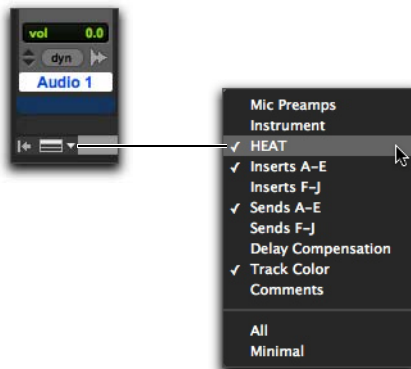 vol 0.0
dyn
Audio 1
Mic Preamps
Instrument
✓ HEAT
✓ Inserts A-E
Inserts F-J
✓ Sends A-E
Sends F-J
Delay Compensation
✓ Track Color
Comments
All
Minimal